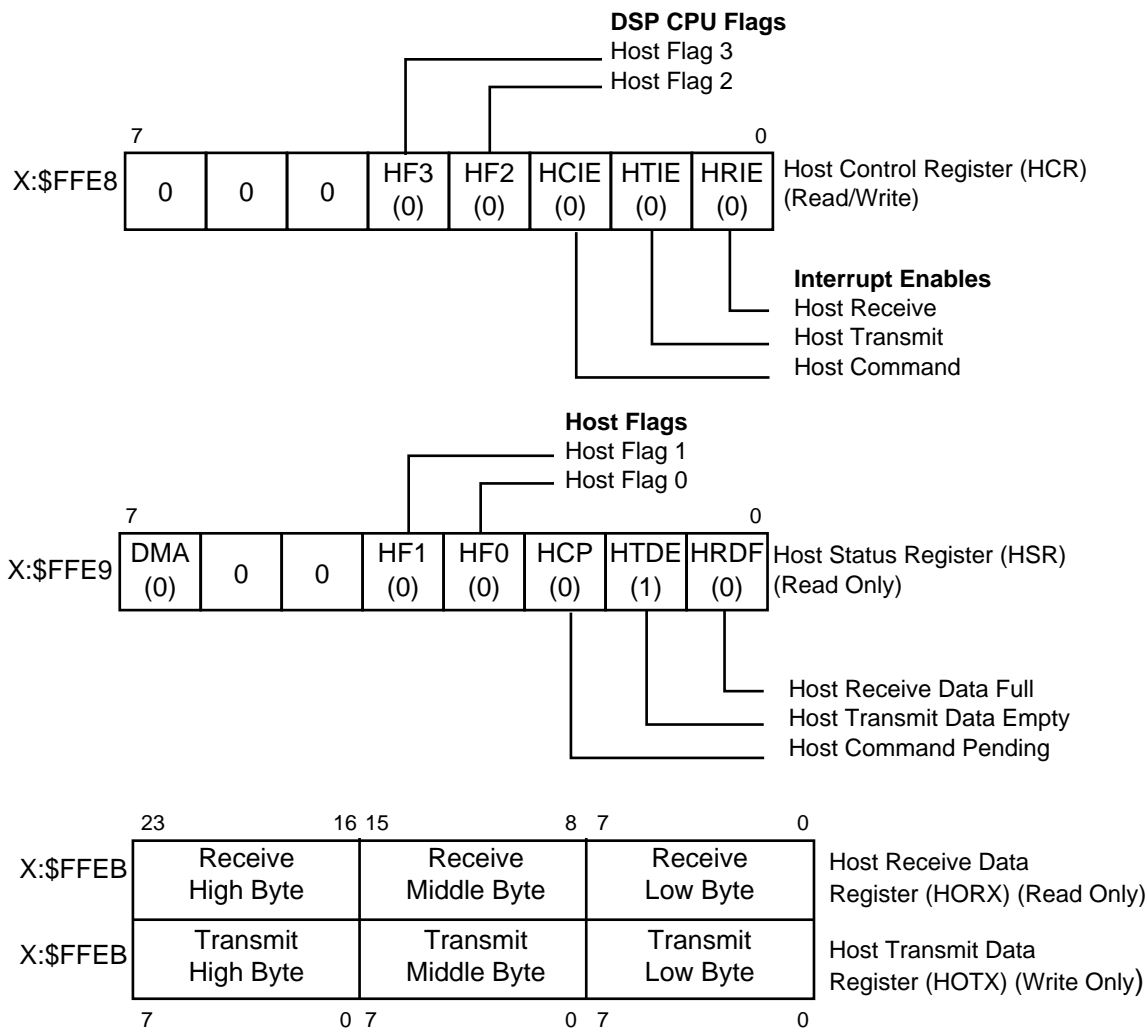 DSP CPU Flags
Host Flag 3
Host Flag 2
7 0
X:$FFE8 0 0 0 HF3 (0) HF2 (0) HCIE (0) HTIE (0) HRIE (0) Host Control Register (HCR)
(Read/Write)
Interrupt Enables
Host Receive
Host Transmit
Host Command
Host Flags
Host Flag 1
Host Flag 0
7 0
X:$FFE9 DMA (0) 0 0 HF1 (0) HF0 (0) HCP (0) HTDE (1) HRDF (0) Host Status Register (HSR)
(Read Only)
Host Receive Data Full
Host Transmit Data Empty
Host Command Pending
23 16 15 8 7 0
X:$FFEB Receive High Byte Receive Middle Byte Receive Low Byte Host Receive Data
Register (HORX) (Read Only)
X:$FFEB Transmit High Byte Transmit Middle Byte Transmit Low Byte Host Transmit Data
Register (HOTX) (Write Only)
7 0 7 0 7 0